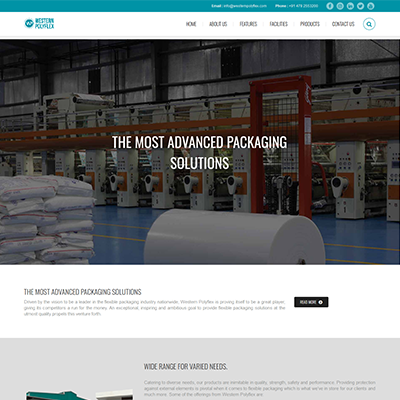 Email : info@westernpolyflex.com Phone : +91 478 2553200
WESTERN
POLYFLEX
HOME ABOUT US FEATURES FACILITIES PRODUCTS CONTACT US
THE MOST ADVANCED PACKAGING
SOLUTIONS
THE MOST ADVANCED PACKAGING SOLUTIONS
Driven by the vision to be a leader in the flexible packaging industry nationwide, Western Polyflex is proving itself to be a great player,
giving its competitors a run for the money. An exceptional, inspiring and ambitious goal to provide flexible packaging solutions at the
utmost quality propels this venture forth.
READ MORE
WIDE RANGE FOR VARIED NEEDS.
Catering to diverse needs, our products are inimitable in quality, strength, safety and performance. Providing protection
against external elements is pivotal when it comes to flexible packaging which is what we've in store for our clients and
much more. Some of the offerings from Western Polyflex are